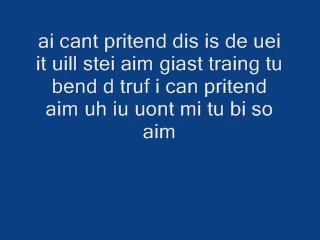 ai cant pritend dis is de uei
it uill stei aim giast traing tu
bend d truf i can pritend
aim uh iu uont mi tu bi so
aim